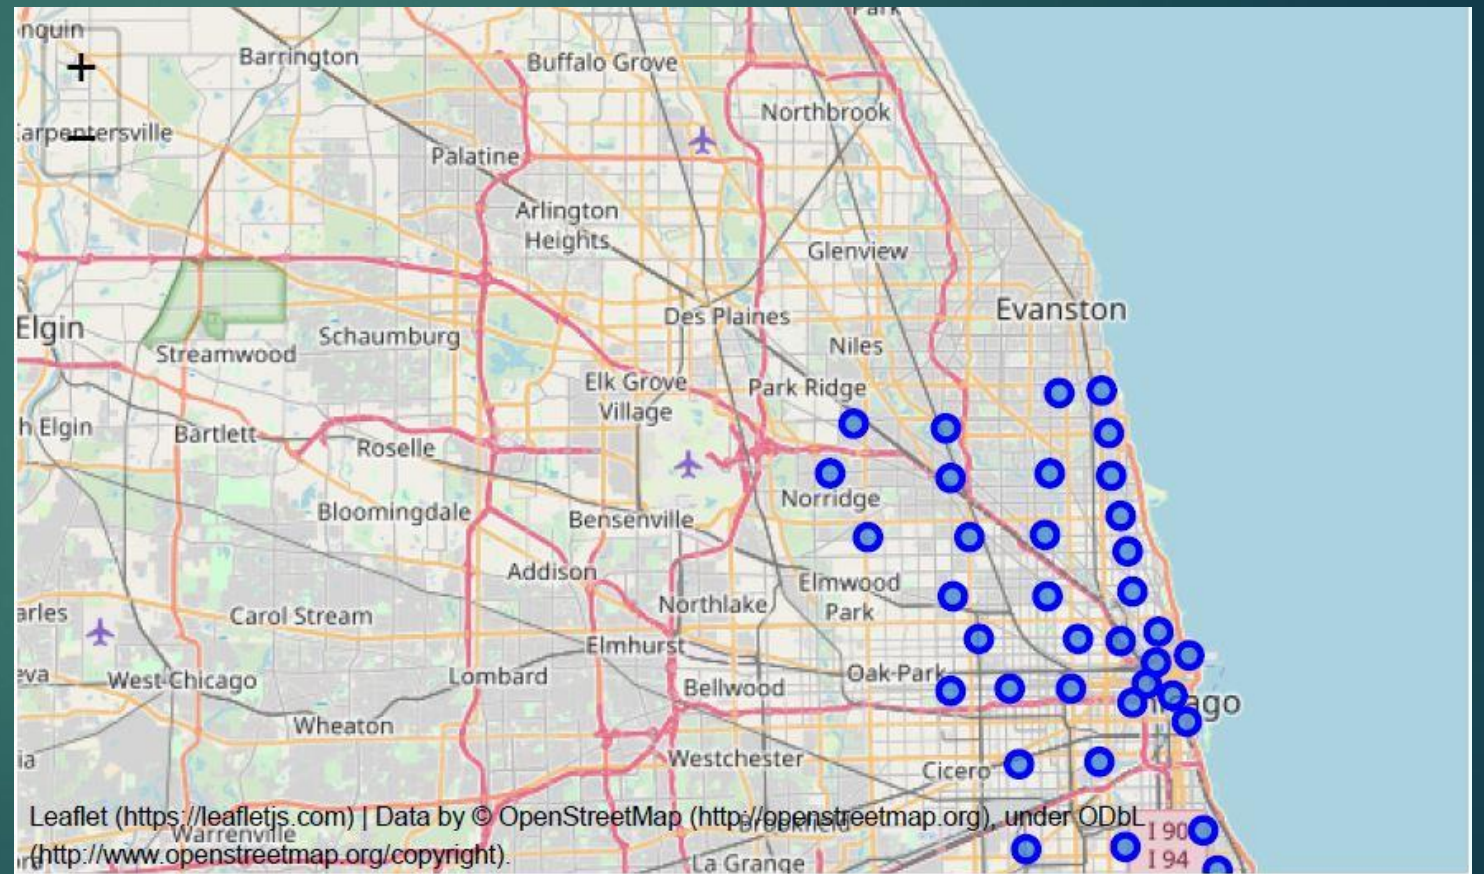 Park
nquin
Barrington
Buffalo Grove
+
Northbrook
arpentersville
−
Palatine
Arlington
Heights
Glenview
Evanston
Des Plaines
Elgin
Schaumburg
Niles
Streamwood
Elk Grove
Village
Park Ridge
h Elgin
Bartlett
Roselle
Norridge
Bloomingdale
Bensenville
Addison
Elmwood
Park
Northlake
arles
Carol Stream
Elmhurst
Oak Park
eva
West Chicago
Lombard
Bellwood
ago
Wheaton
Westchester
ia
Cicero
Leaflet (https://leafletjs.com) | Data by © OpenStreetMap (http://openstreetmap.org), under ODbL
(http://www.openstreetmap.org/copyright).
Warrenville
Brookfield
I 90
I 94
La Grange